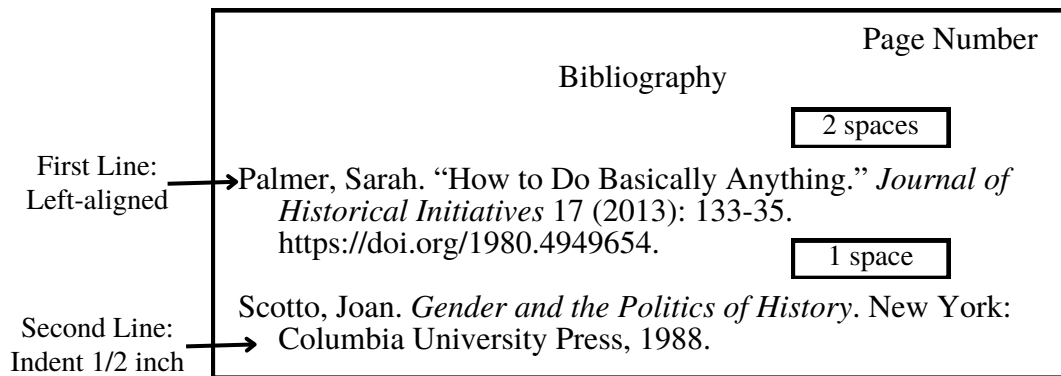 Page Number
Bibliography
2 spaces
First Line:
Left-aligned
Palmer, Sarah. “How to Do Basically Anything.” Journal of
Historical Initiatives 17 (2013): 133-35.
https://doi.org/1980.4949654.
1 space
Scotto, Joan. Gender and the Politics of History. New York:
Columbia University Press, 1988.
Second Line:
Indent 1/2 inch